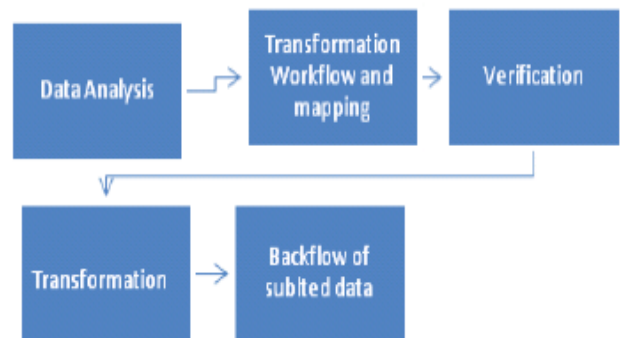 Data Analysis
Transformation
Workflow and
mapping
Verification
Transformation
Backflow of
subited data